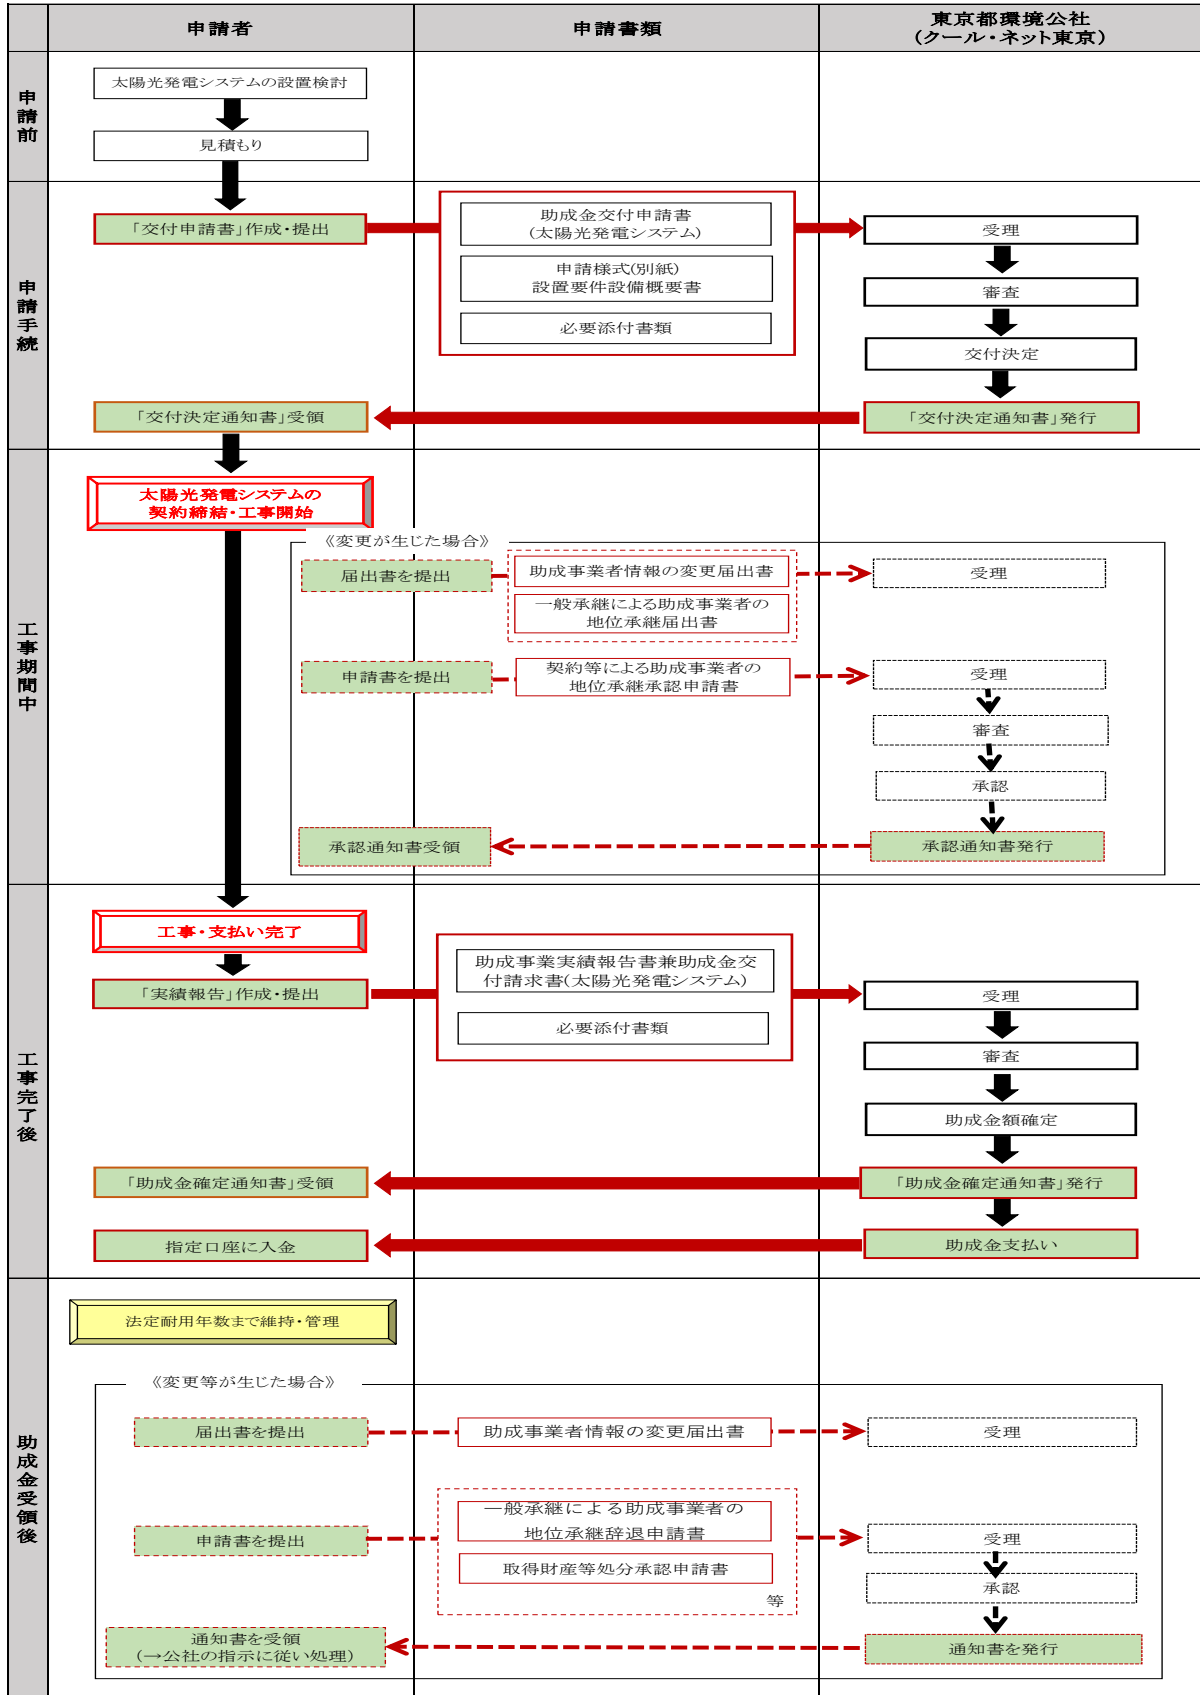 申請者
申請書類
東京都環境公社
(クール・ネット東京)
申請前
太陽光発電システムの設置検討
見積もり
申請手続
「交付申請書」作成・提出
助成金交付申請書
(太陽光発電システム)
申請様式(別紙)
設置要件設備概要書
必要添付書類
受理
審査
交付決定
「交付決定通知書」受領
「交付決定通知書」発行
工事期間中
太陽光発電システムの
契約締結・工事開始
《変更が生じた場合》
届出書を提出
助成事業者情報の変更届出書
一般承継による助成事業者の
地位承継届出書
受理
申請書を提出
契約等による助成事業者の
地位承継承認申請書
受理
審査
承認
承認通知書受領
承認通知書発行
工事完了後
工事・支払い完了
「実績報告」作成・提出
助成事業実績報告書兼助成金交
付請求書(太陽光発電システム)
必要添付書類
受理
審査
助成金額確定
「助成金確定通知書」受領
「助成金確定通知書」発行
指定口座に入金
助成金支払い
助成金受領後
法定耐用年数まで維持・管理
《変更等が生じた場合》
届出書を提出
助成事業者情報の変更届出書
受理
申請書を提出
一般承継による助成事業者の
地位承継辞退申請書
取得財産等処分承認申請書
等
受理
承認
通知書を受領
(→公社の指示に従い処理)
通知書を発行